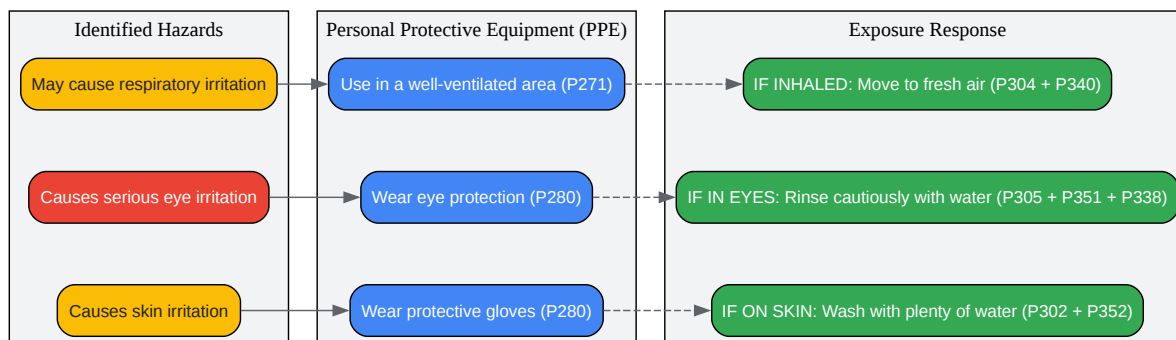 Identified Hazards
Personal Protective Equipment (PPE)
Exposure Response
May cause respiratory irritation
Use in a well-ventilated area (P271)
IF INHALED: Move to fresh air (P304 + P340)
Causes serious eye irritation
Wear eye protection (P280)
IF IN EYES: Rinse cautiously with water (P305 + P351 + P338)
Causes skin irritation
Wear protective gloves (P280)
IF ON SKIN: Wash with plenty of water (P302 + P352)